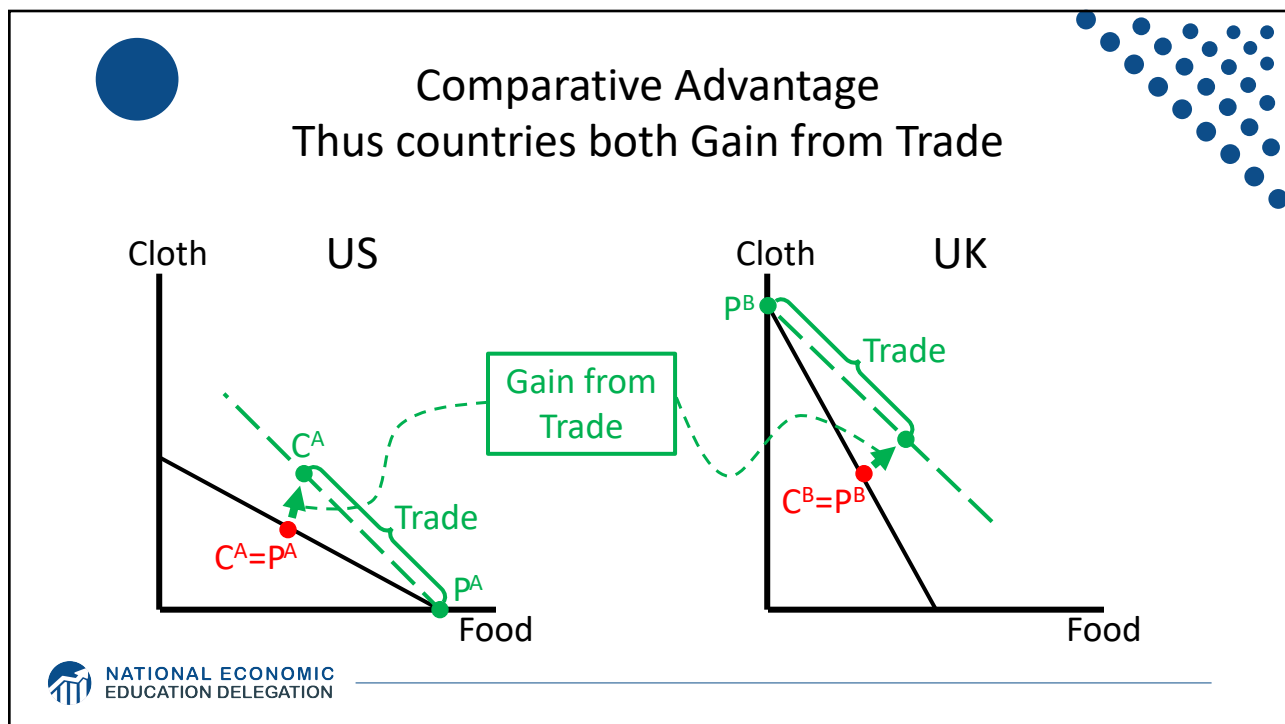 Comparative Advantage
Thus countries both Gain from Trade
Cloth
US
C^A
Trade
C^A=P^A
P^A
Food
Gain from
Trade
Cloth
UK
P^B
Trade
C^B=P^B
Food
NATIONAL ECONOMIC
EDUCATION DELEGATION